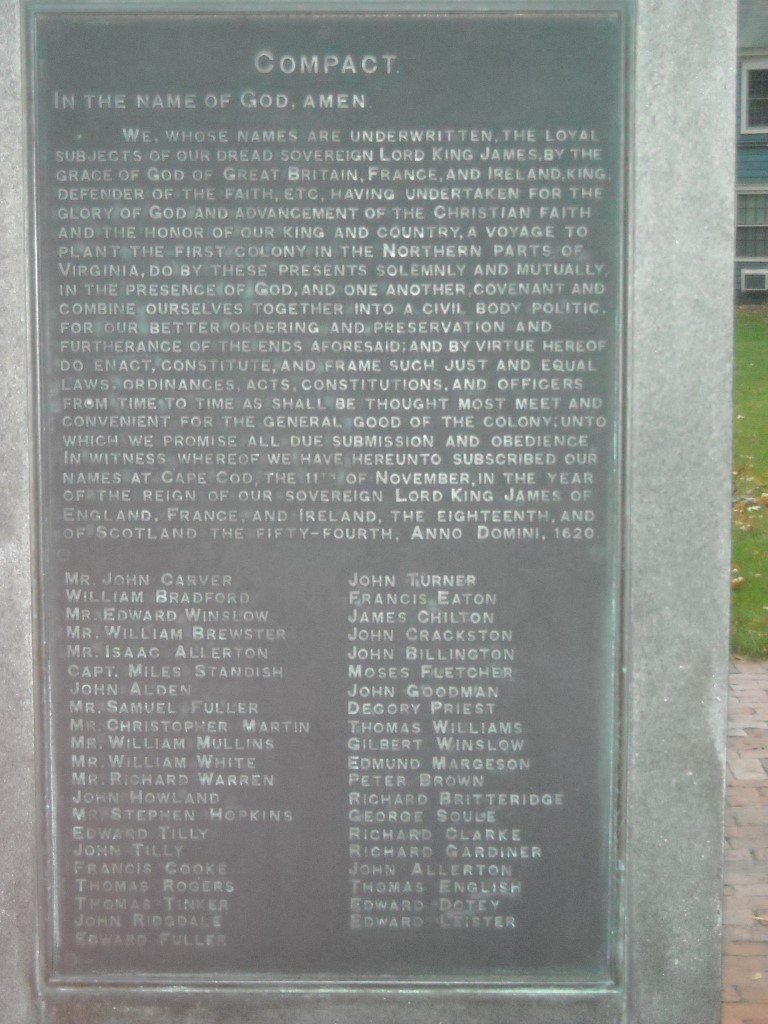 COMPACT.
IN THE NAME OF GOD, AMEN.
WE, WHOSE NAMES ARE UNDERWRITTEN, THE LOYAL
SUBJECTS OF OUR DREAD SOVEREIGN LORD KING JAMES, BY THE
GRACE OF GOD OF GREAT BRITAIN, FRANCE, AND IRELAND, KING,
DEFENDER OF THE FAITH, ETC, HAVING UNDERTAKEN FOR THE
GLORY OF GOD AND ADVANCEMENT OF THE CHRISTIAN FAITH
AND THE HONOR OF OUR KING AND COUNTRY, A VOYAGE TO
PLANT THE FIRST COLONY IN THE NORTHERN PARTS OF
VIRGINIA, DO BY THESE PRESENTS SOLEMNLY AND MUTUALLY,
IN THE PRESENCE OF GOD, AND ONE ANOTHER, COVENANT AND
COMBINE OURSELVES TOGETHER INTO A CIVIL BODY POLITIC,
FOR OUR BETTER ORDERING AND PRESERVATION AND
FURTHERANCE OF THE ENDS AFORESAID; AND BY VIRTUE HEREOF
DO ENACT, CONSTITUTE, AND FRAME SUCH JUST AND EQUAL
LAWS, ORDINANCES, ACTS, CONSTITUTIONS, AND OFFICERS
FROM TIME TO TIME AS SHALL BE THOUGHT MOST MEET AND
CONVENIENT FOR THE GENERAL GOOD OF THE COLONY; UNTO
WHICH WE PROMISE ALL DUE SUBMISSION AND OBEDIENCE.
IN WITNESS WHEREOF WE HAVE HEREUNTO SUBSCRIBED OUR
NAMES AT CAPE COD, THE 11TH OF NOVEMBER, IN THE YEAR
OF THE REIGN OF OUR SOVEREIGN LORD KING JAMES OF
ENGLAND, FRANCE, AND IRELAND, THE EIGHTEENTH, AND
OF SCOTLAND THE FIFTY-FOURTH, ANNO DOMINI, 1620.
MR. JOHN CARVER
WILLIAM BRADFORD
MR. EDWARD WINSLOW
MR. WILLIAM BREWSTER
MR. ISAAC ALLERTON
CAPT. MILES STANDISH
JOHN ALDEN
MR. SAMUEL FULLER
MR. CHRISTOPHER MARTIN
MR. WILLIAM MULLINS
MR. WILLIAM WHITE
MR. RICHARD WARREN
JOHN HOWLAND
MR. STEPHEN HOPKINS
EDWARD TILLY
JOHN TILLY
FRANCIS COOKE
THOMAS ROGERS
THOMAS TINKER
JOHN RIDGDALE
EDWARD FULLER
JOHN TURNER
FRANCIS EATON
JAMES CHILTON
JOHN CRACKSTON
JOHN BILLINGTON
MOSES FLETCHER
JOHN GOODMAN
DEGORY PRIEST
THOMAS WILLIAMS
GILBERT WINSLOW
EDMUND MARGESON
PETER BROWN
RICHARD BRITTERIDGE
GEORGE SOULE
RICHARD CLARKE
RICHARD GARDINER
JOHN ALLERTON
THOMAS ENGLISH
EDWARD DOTEY
EDWARD LEISTER